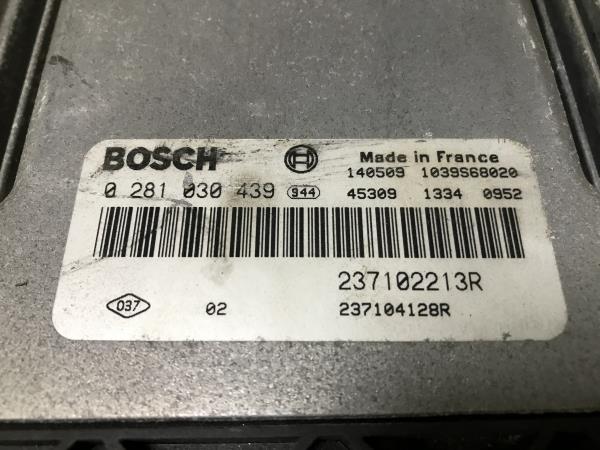 BOSCH Made in France
140509 1039S68020
0 281 030 439 944 45309 1334 0952
237102213R
037 02 237104128R